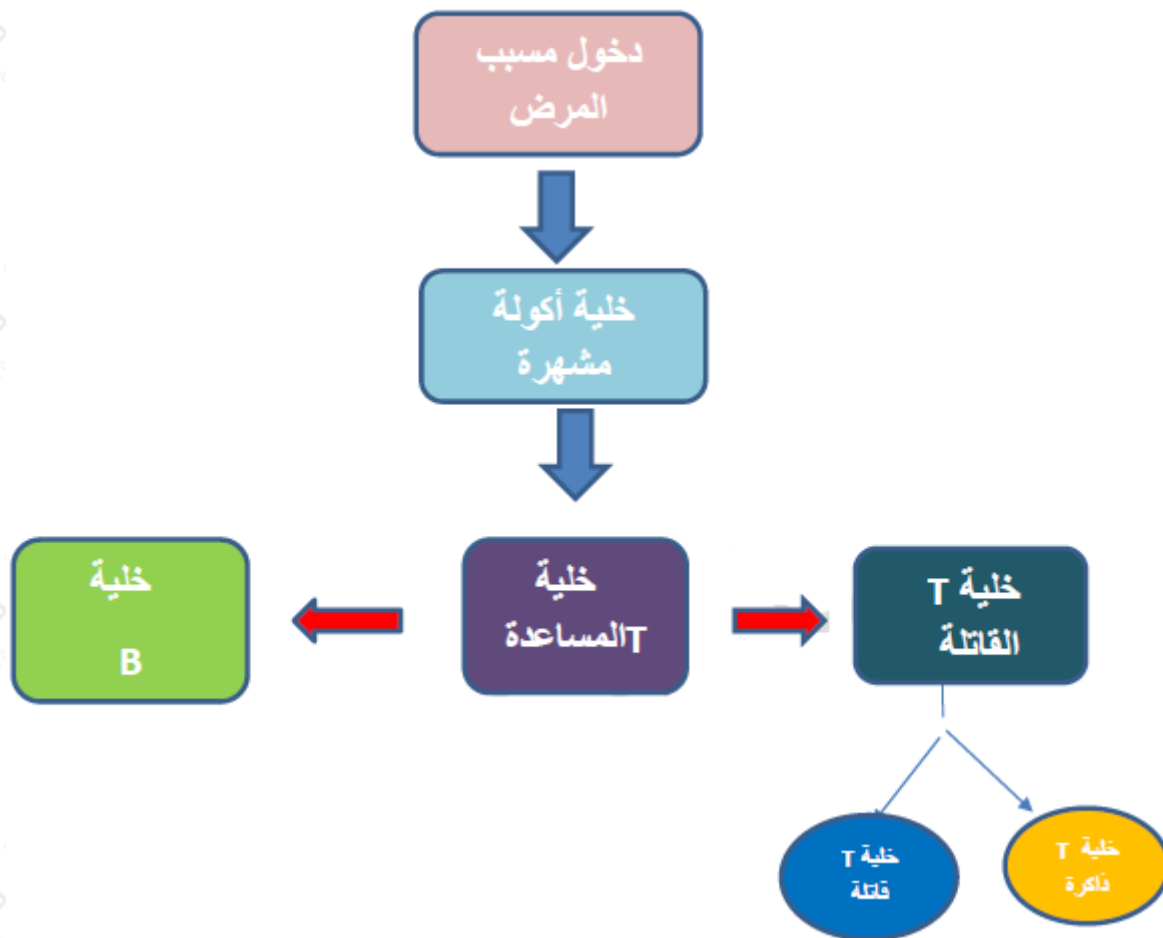 دخول مسبب
المرض
خلية أكولة
مشهرة
خلية T
القاتلة
خلية
Tالمساعدة
خلية
B
خلية T
ذاكرة
خلية T
قاتلة